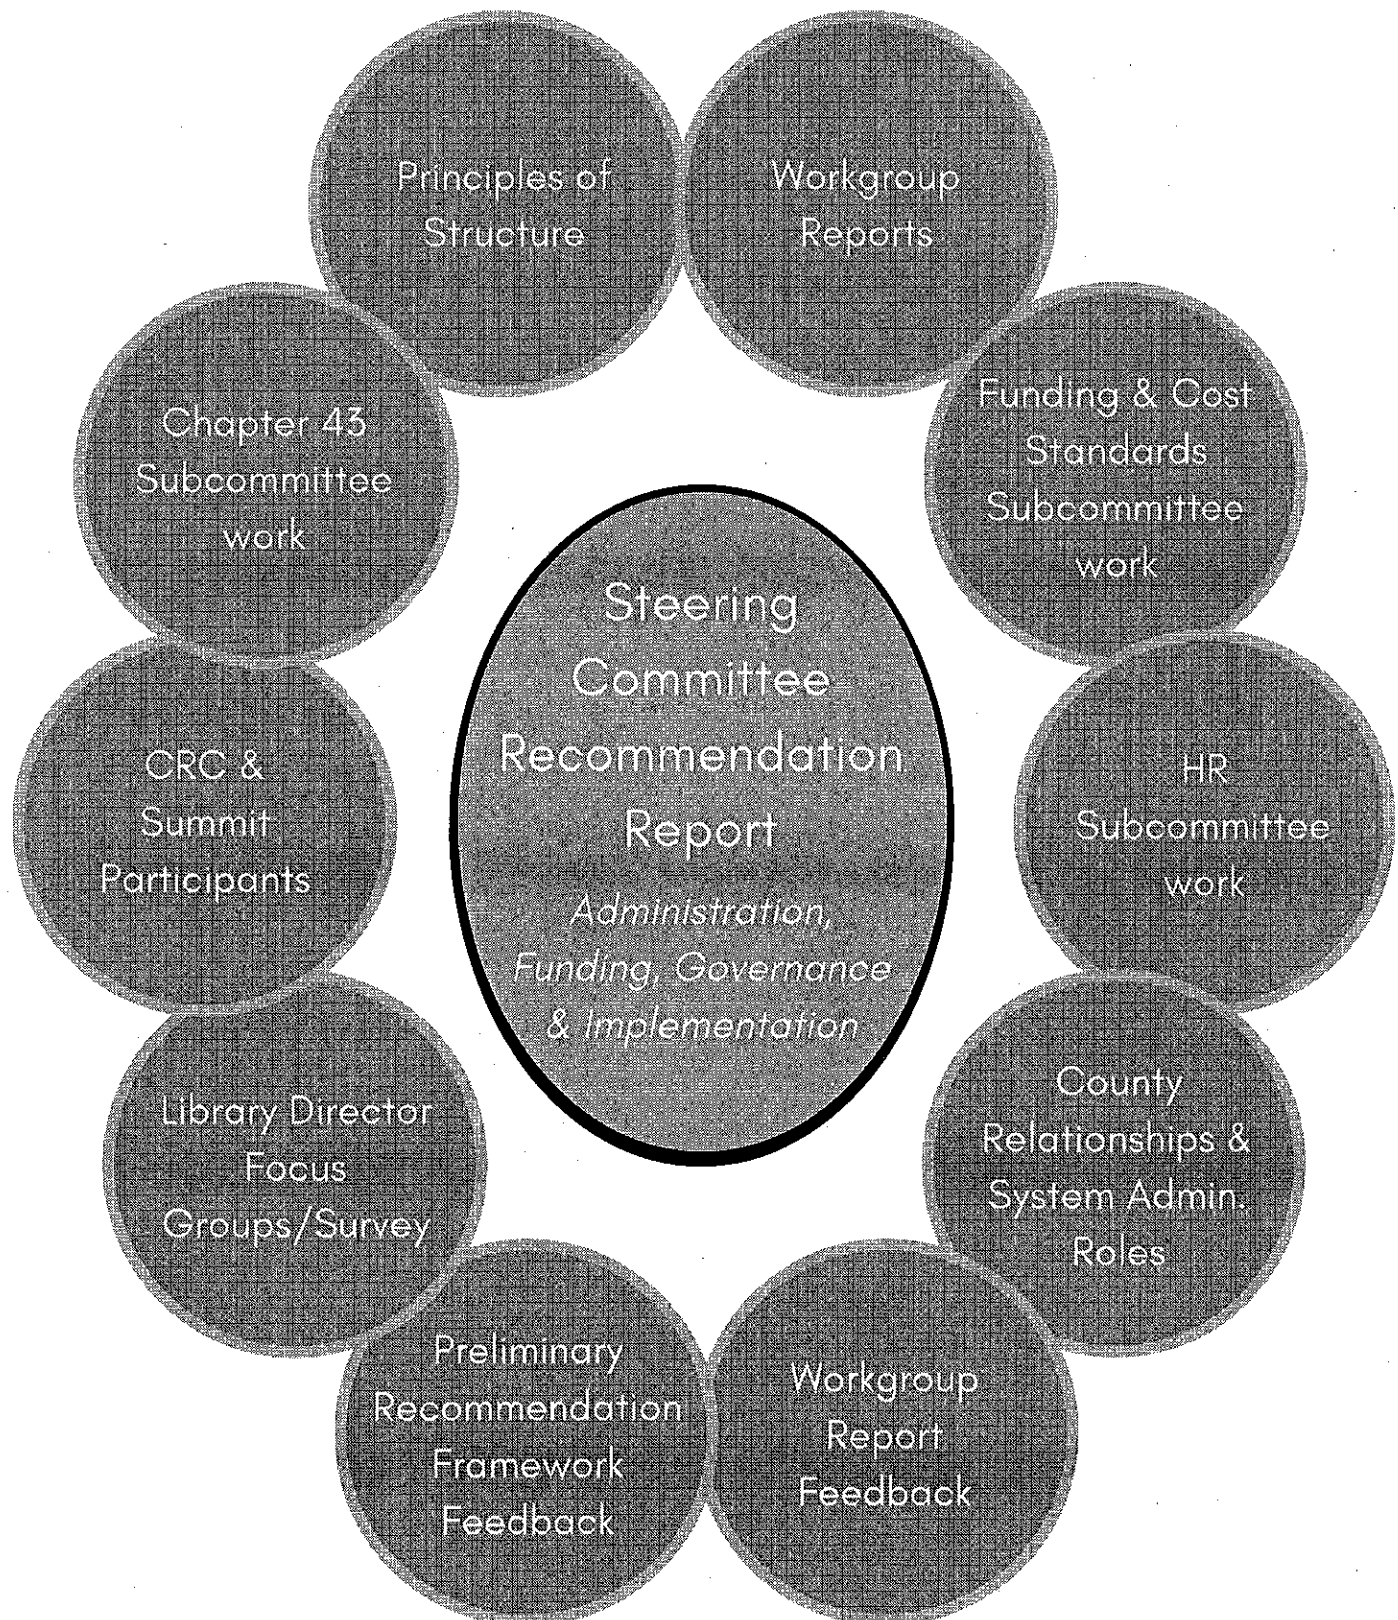 Principles of
Structure
Workgroup
Reports
Funding & Cost
Standards
Subcommittee
work
HR
Subcommittee
work
County
Relationships &
System Admin.
Roles
Workgroup
Report
Feedback
Preliminary
Recommendation
Framework
Feedback
Library Director
Focus
Groups/Survey
CRC &
Summit
Participants
Chapter 43
Subcommittee
work
Steering
Committee
Recommendation
Report
Administration,
Funding, Governance
& Implementation